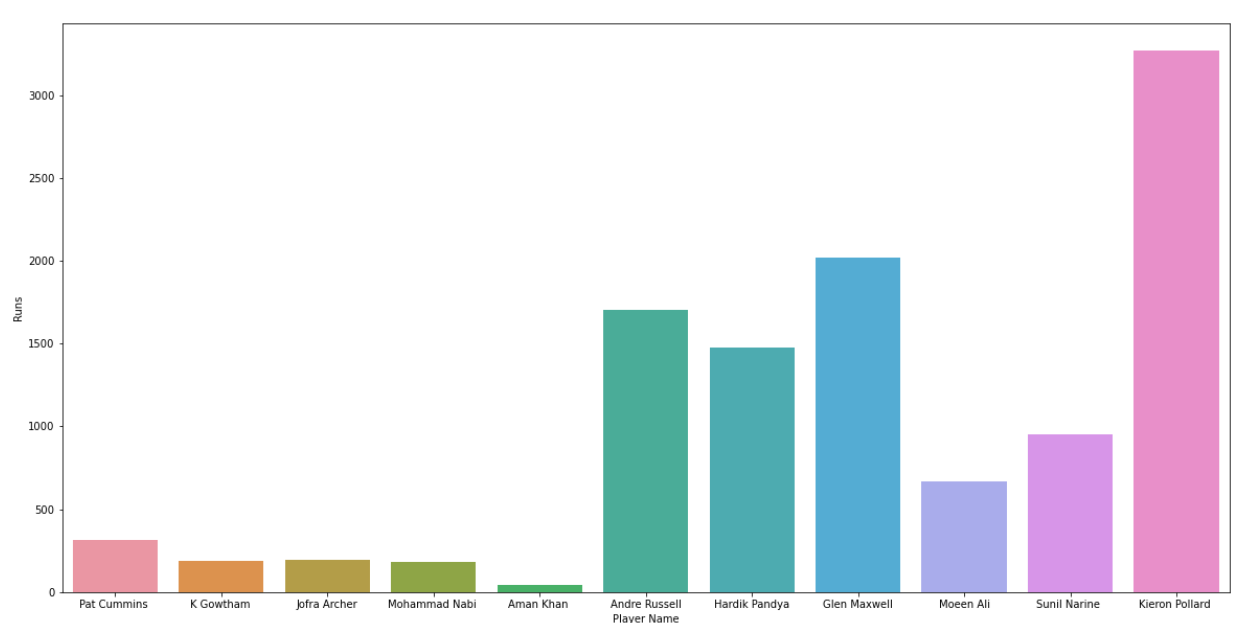 3000
2500
2000
1500
1000
500
0
Runs
Pat Cummins K Gowtham Jofra Archer Mohammad Nabi Aman Khan Andre Russell Hardik Pandya Glen Maxwell Moeen Ali Sunil Narine Kieron Pollard
Player Name